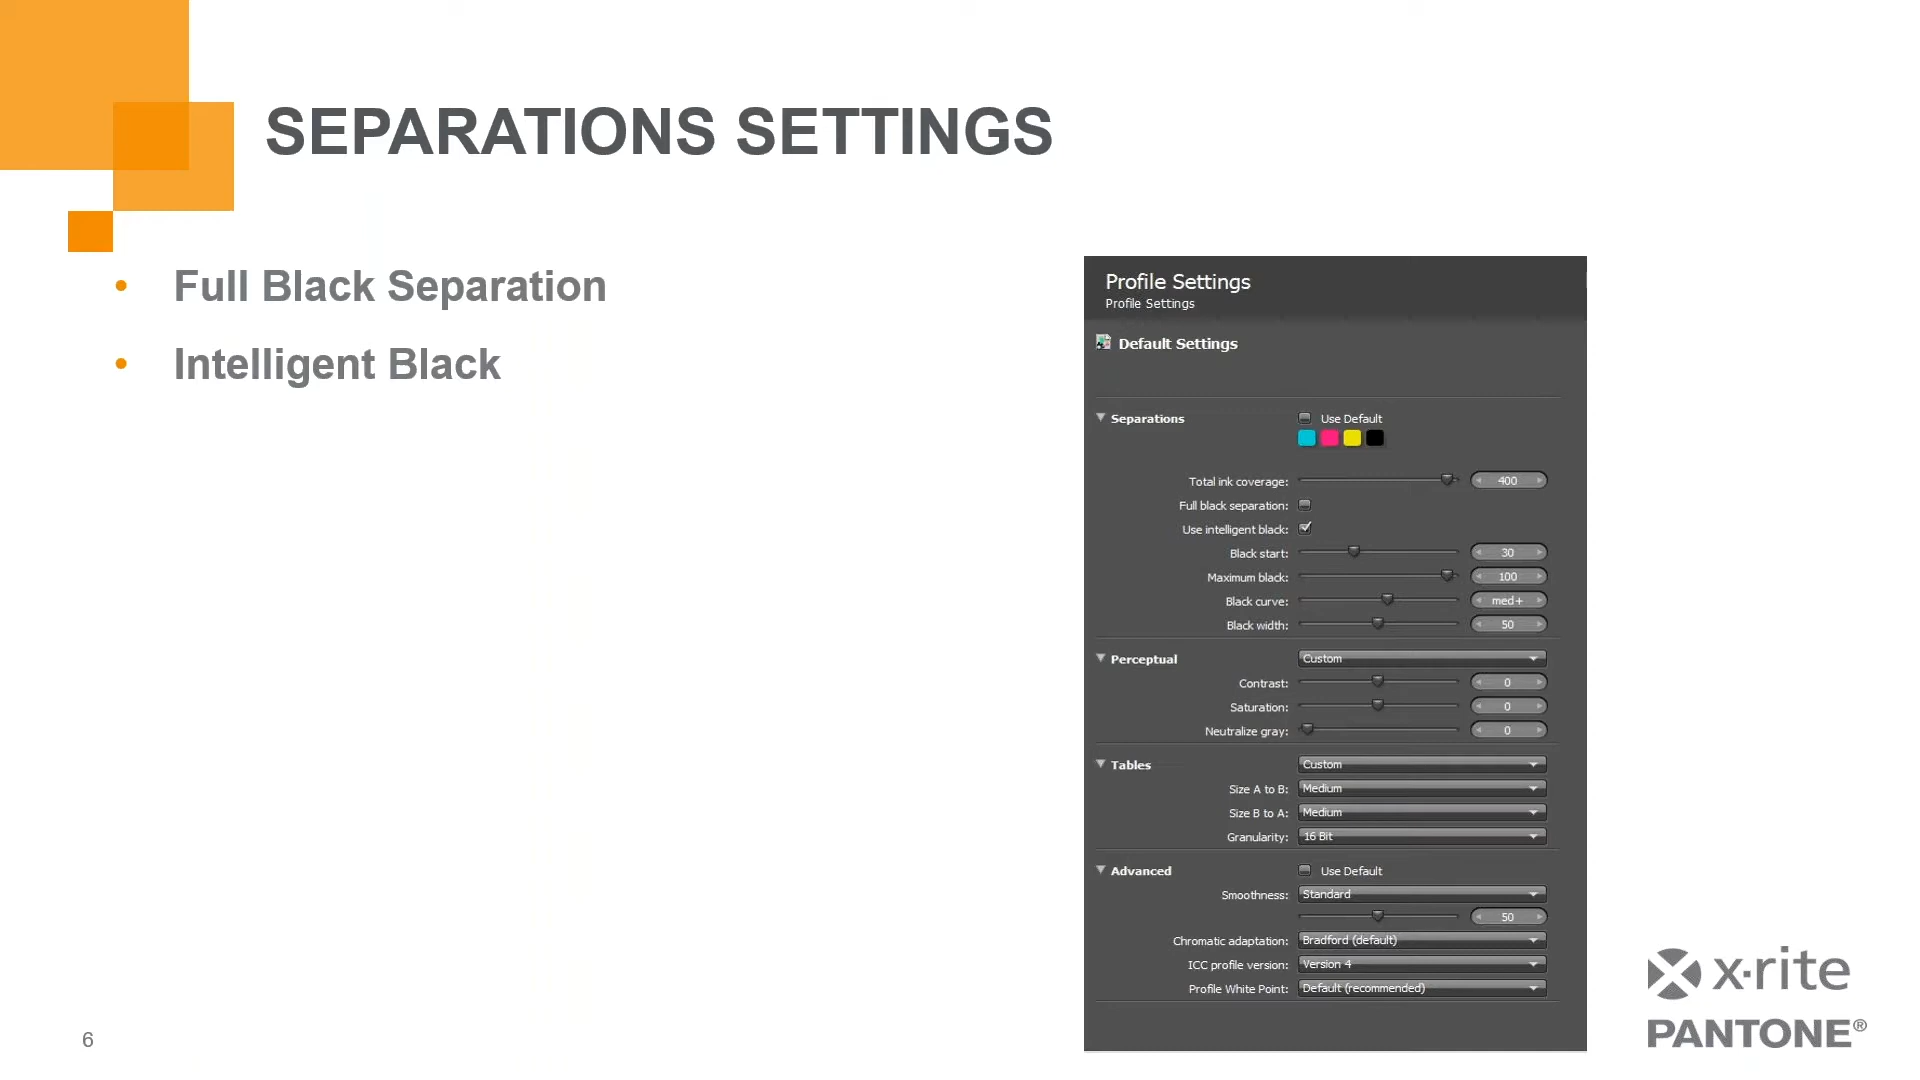 SEPARATIONS SETTINGS
• Full Black Separation
• Intelligent Black
Profile Settings
Profile Settings
Default Settings
Separations Use Default
Total ink coverage: 400
Full black separation:
Use intelligent black:
Black start: 30
Maximum black: 100
Black curve: med+
Black width: 50
Perceptual Custom
Contrast: 0
Saturation: 0
Neutralize gray: 0
Tables Custom
Size A to B: Medium
Size B to A: Medium
Granularity: 16 Bit
Advanced Use Default
Smoothness: Standard
50
Chromatic adaptation: Bradford (default)
ICC profile version: Version 4
Profile White Point: Default (recommended)
x·rite
PANTONE®
6